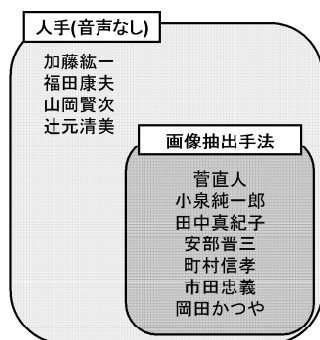 人手(音声なし)
加藤紘一
福田康夫
山岡賢次
辻元清美
画像抽出手法
菅直人
小泉純一郎
田中真紀子
安部晋三
町村信孝
市田忠義
岡田かつや